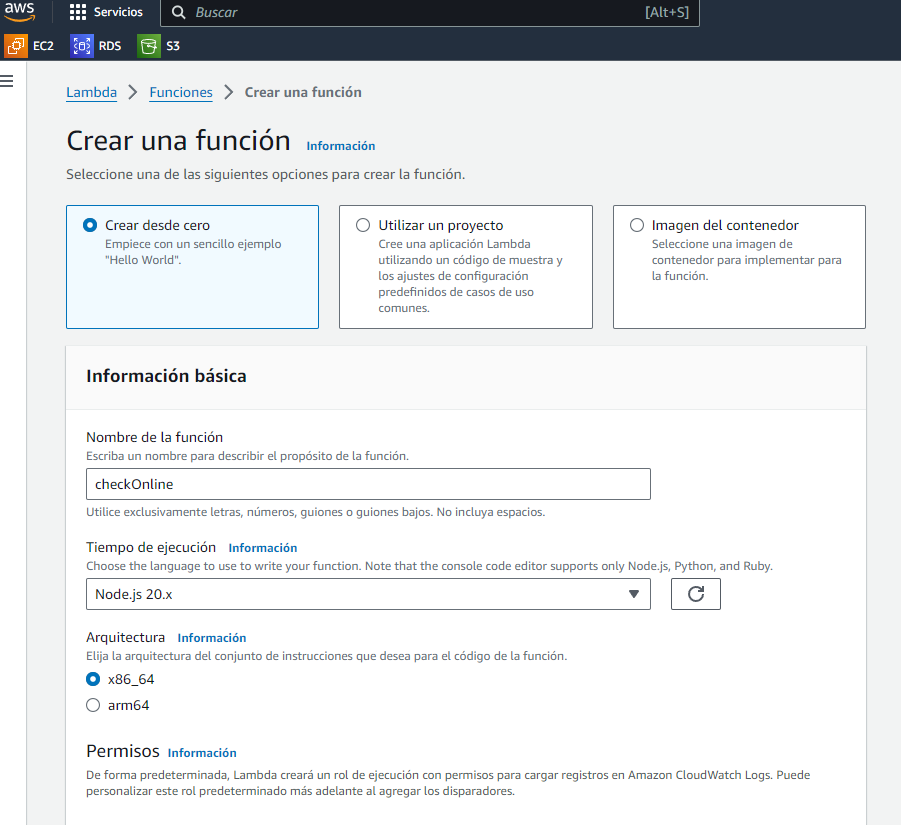 aws
Servicios
Buscar
[Alt+S]
EC2
RDS
S3
Lambda
Funciones
Crear una función
Crear una función Información
Seleccione una de las siguientes opciones para crear la función.
Crear desde cero
Empiece con un sencillo ejemplo
"Hello World".
Utilizar un proyecto
Cree una aplicación Lambda
utilizando un código de muestra y
los ajustes de configuración
predefinidos de casos de uso
comunes.
Imagen del contenedor
Seleccione una imagen de
contenedor para implementar para
la función.
Información básica
Nombre de la función
Escriba un nombre para describir el propósito de la función.
checkOnline
Utilice exclusivamente letras, números, guiones o guiones bajos. No incluya espacios.
Tiempo de ejecución Información
Choose the language to use to write your function. Note that the console code editor supports only Node.js, Python, and Ruby.
Node.js 20.x
Arquitectura Información
Elija la arquitectura del conjunto de instrucciones que desea para el código de la función.
x86_64
arm64
Permisos Información
De forma predeterminada, Lambda creará un rol de ejecución con permisos para cargar registros en Amazon CloudWatch Logs. Puede
personalizar este rol predeterminado más adelante al agregar los disparadores.